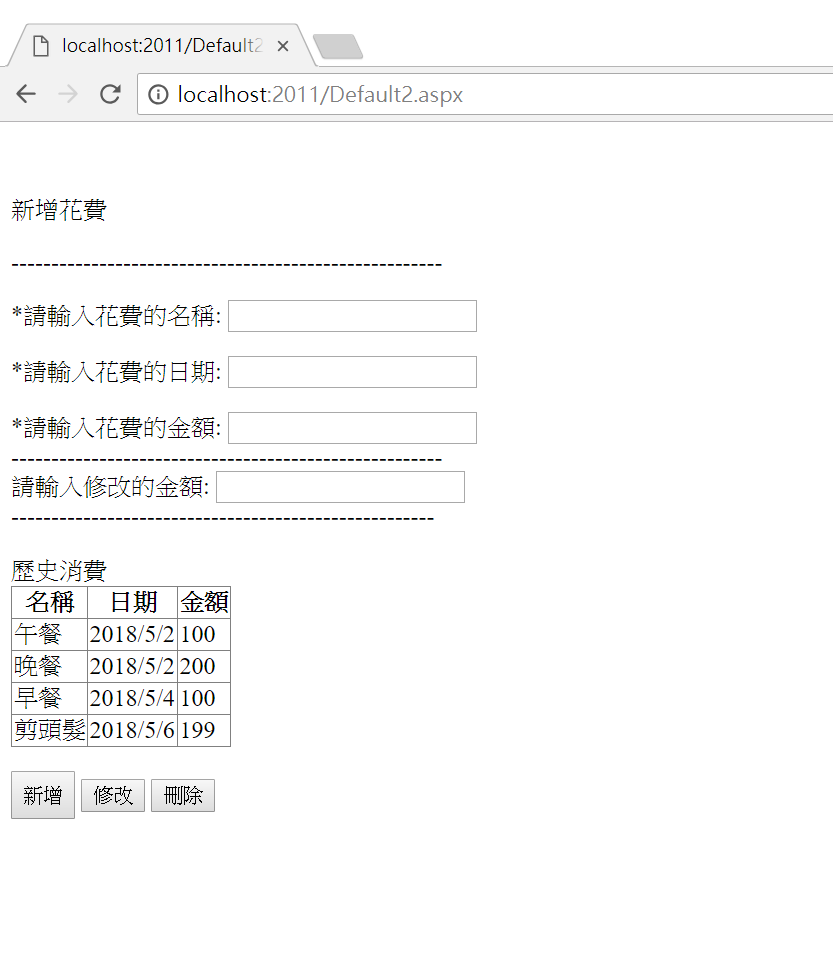 localhost:2011/Default2
localhost:2011/Default2.aspx
新增花費
------------------------------------------------------
*請輸入花費的名稱:
*請輸入花費的日期:
*請輸入花費的金額:
------------------------------------------------------
請輸入修改的金額:
-----------------------------------------------------
歷史消費
名稱 日期 金額
午餐 2018/5/2 100
晚餐 2018/5/2 200
早餐 2018/5/4 100
剪頭髮 2018/5/6 199
新增 修改 刪除